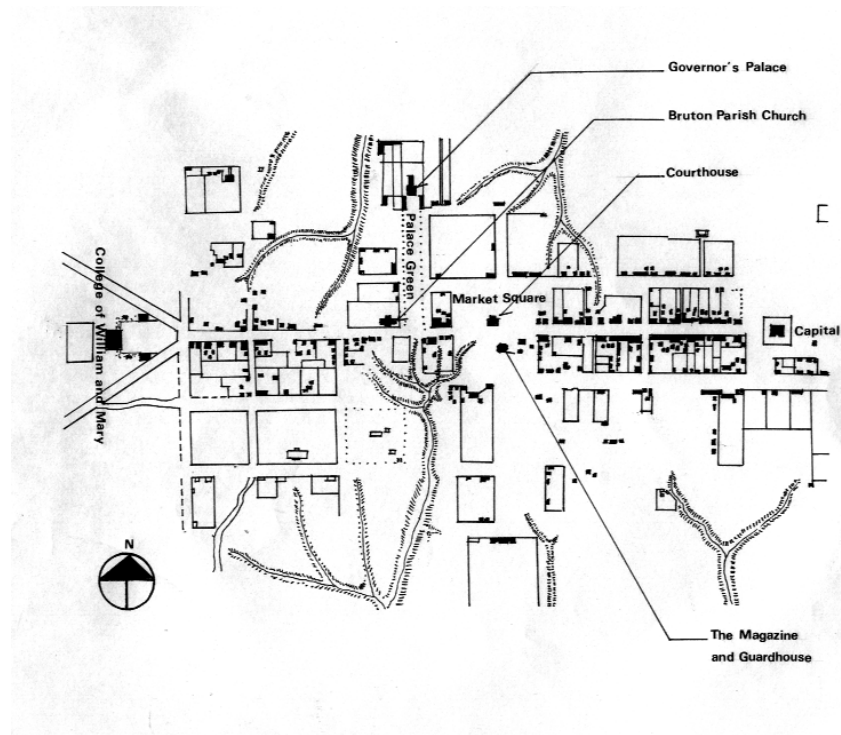 Governor's Palace
Bruton Parish Church
Courthouse
Palace Green
College of William and Mary
Market Square
Capital
N
The Magazine
and Guardhouse